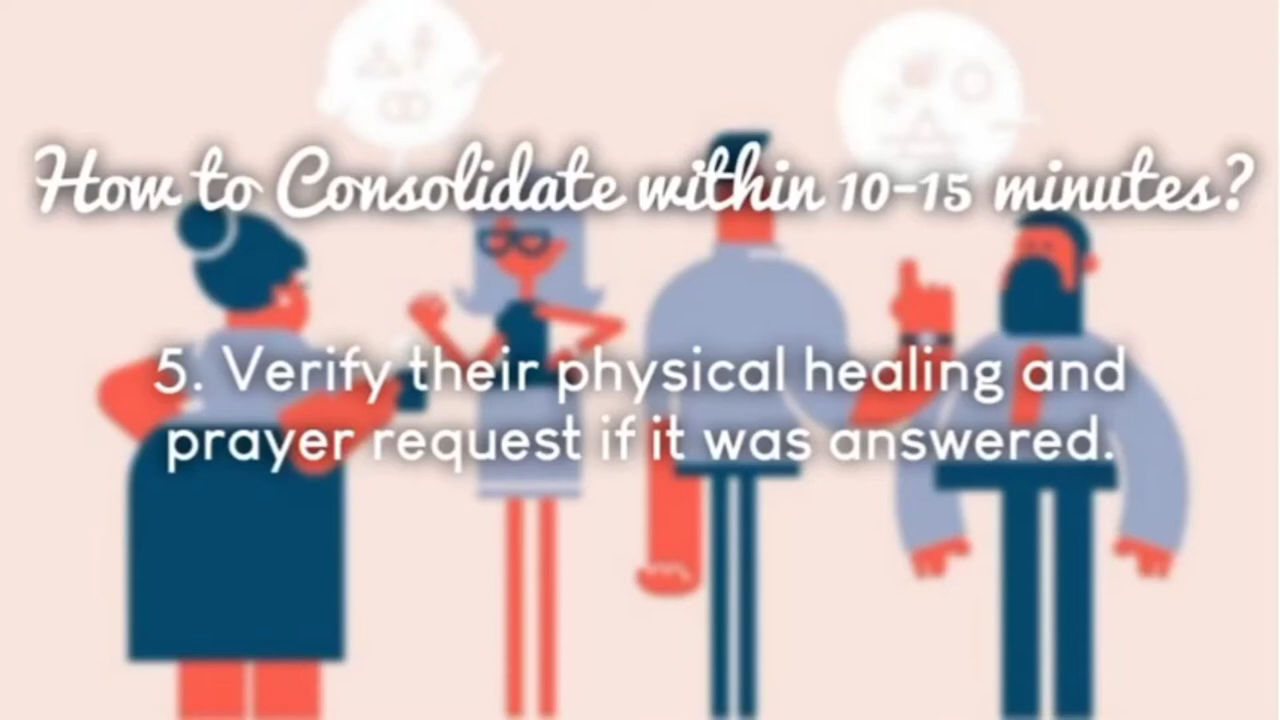 How to Consolidate within 10-15 minutes?
5. Verify their physical healing and
prayer request if it was answered.